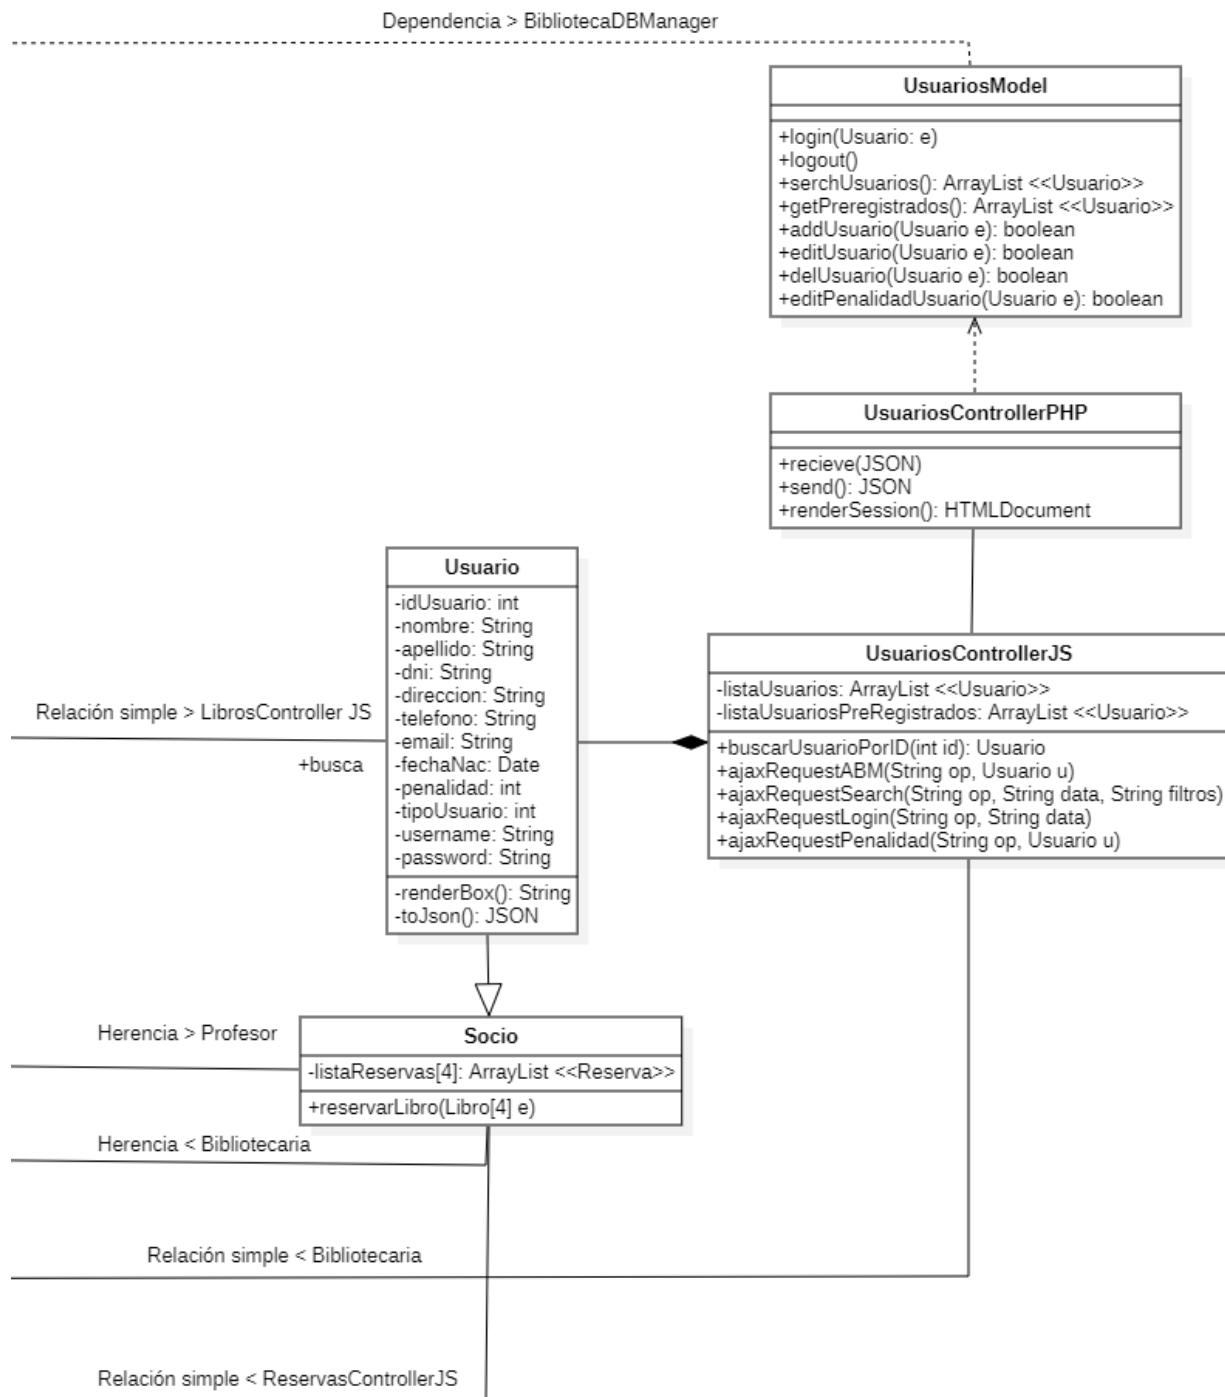 Dependencia > BibliotecaDBManager
UsuariosModel
+login(Usuario: e)
+logout()
+serchUsuarios(): ArrayList <<Usuario>>
+getPreregistrados(): ArrayList <<Usuario>>
+addUsuario(Usuario e): boolean
+editUsuario(Usuario e): boolean
+delUsuario(Usuario e): boolean
+editPenalidadUsuario(Usuario e): boolean
UsuariosControllerPHP
+recieve(JSON)
+send(): JSON
+renderSession(): HTMLDocument
Usuario
-idUsuario: int
-nombre: String
-apellido: String
-dni: String
-direccion: String
-telefono: String
-email: String
-fechaNac: Date
-penalidad: int
-tipoUsuario: int
-username: String
-password: String
-renderBox(): String
-toJson(): JSON
Relación simple > LibrosController JS
+busca
UsuariosControllerJS
-listaUsuarios: ArrayList <<Usuario>>
-listaUsuariosPreRegistrados: ArrayList <<Usuario>>
+buscarUsuarioPorID(int id): Usuario
+ajaxRequestABM(String op, Usuario u)
+ajaxRequestSearch(String op, String data, String filtros)
+ajaxRequestLogin(String op, String data)
+ajaxRequestPenalidad(String op, Usuario u)
Herencia > Profesor
Socio
-listaReservas[4]: ArrayList <<Reserva>>
+reservarLibro(Libro[4] e)
Herencia < Bibliotecaria
Relación simple < Bibliotecaria
Relación simple < ReservasControllerJS